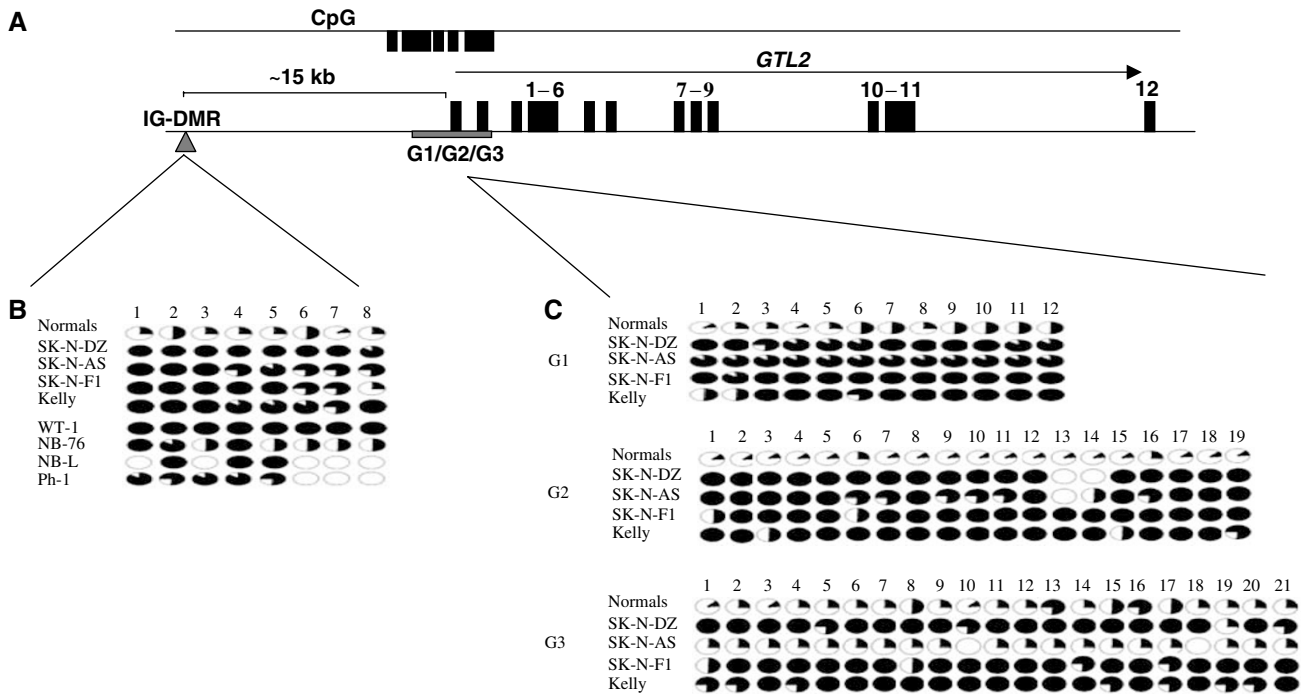 A
CpG
GTL2
~15 kb
1–6
7–9
10–11
12
IG-DMR
G1/G2/G3
B
1 2 3 4 5 6 7 8
Normals
SK-N-DZ
SK-N-AS
SK-N-F1
Kelly
WT-1
NB-76
NB-L
Ph-1
C
1 2 3 4 5 6 7 8 9 10 11 12
G1
Normals
SK-N-DZ
SK-N-AS
SK-N-F1
Kelly
1 2 3 4 5 6 7 8 9 10 11 12 13 14 15 16 17 18 19
G2
Normals
SK-N-DZ
SK-N-AS
SK-N-F1
Kelly
1 2 3 4 5 6 7 8 9 10 11 12 13 14 15 16 17 18 19 20 21
G3
Normals
SK-N-DZ
SK-N-AS
SK-N-F1
Kelly